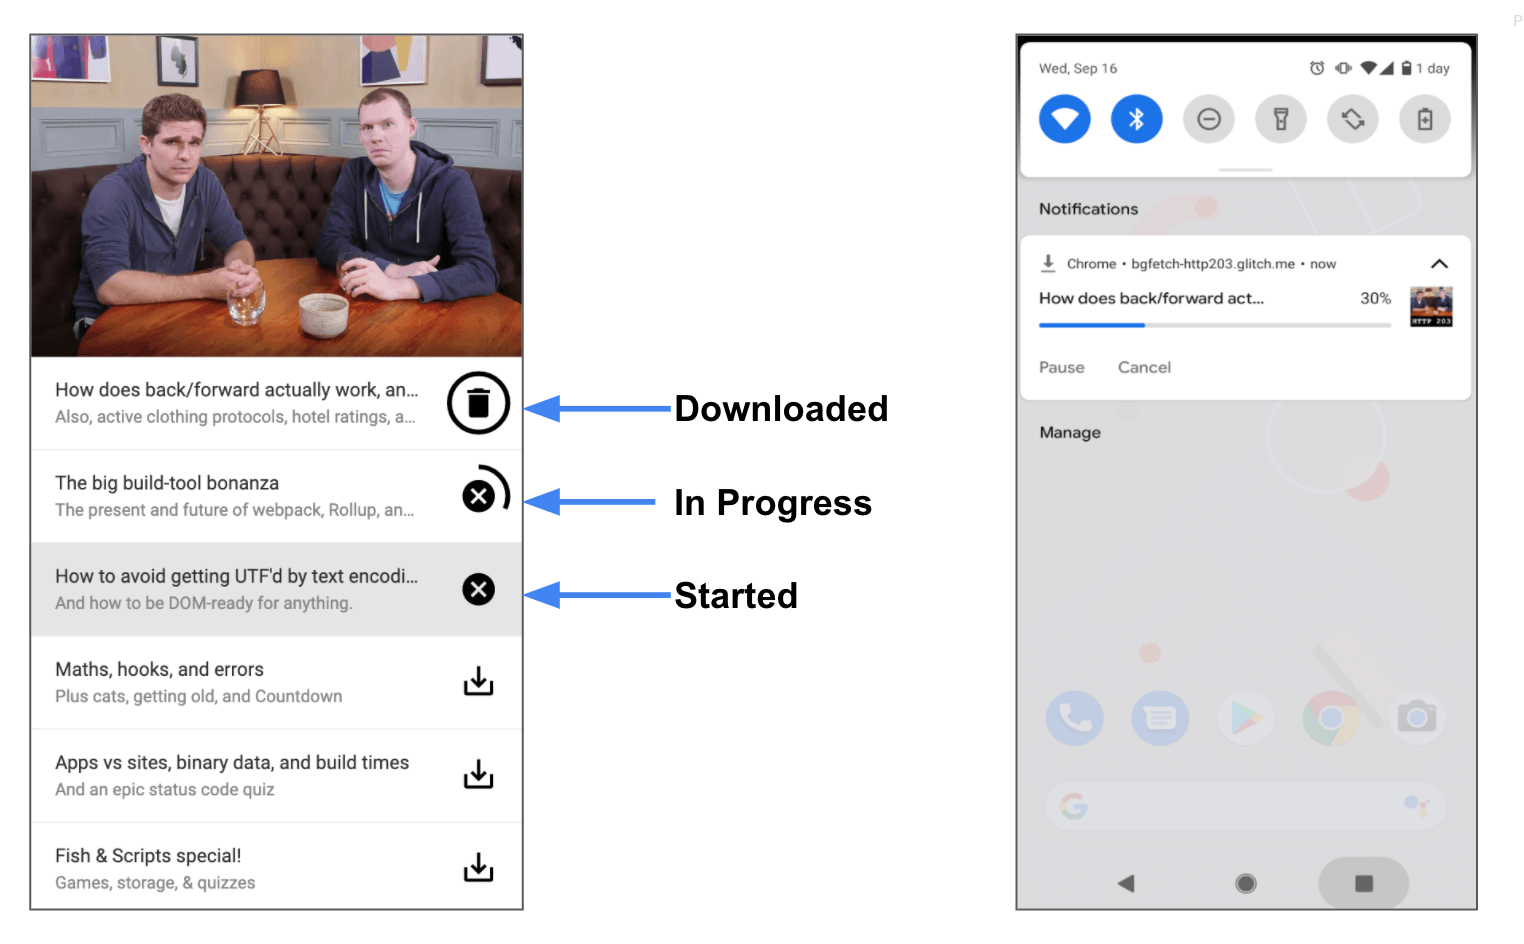 P
How does back/forward actually work, an...
Also, active clothing protocols, hotel ratings, a...
Downloaded
The big build-tool bonanza
The present and future of webpack, Rollup, an...
In Progress
How to avoid getting UTF'd by text encodi...
And how to be DOM-ready for anything.
Started
Maths, hooks, and errors
Plus cats, getting old, and Countdown
Apps vs sites, binary data, and build times
And an epic status code quiz
Fish & Scripts special!
Games, storage, & quizzes
Wed, Sep 16
1 day
Notifications
Chrome • bgfetch-http203.glitch.me • now
How does back/forward act...
30%
HTTP 203
Pause
Cancel
Manage
G